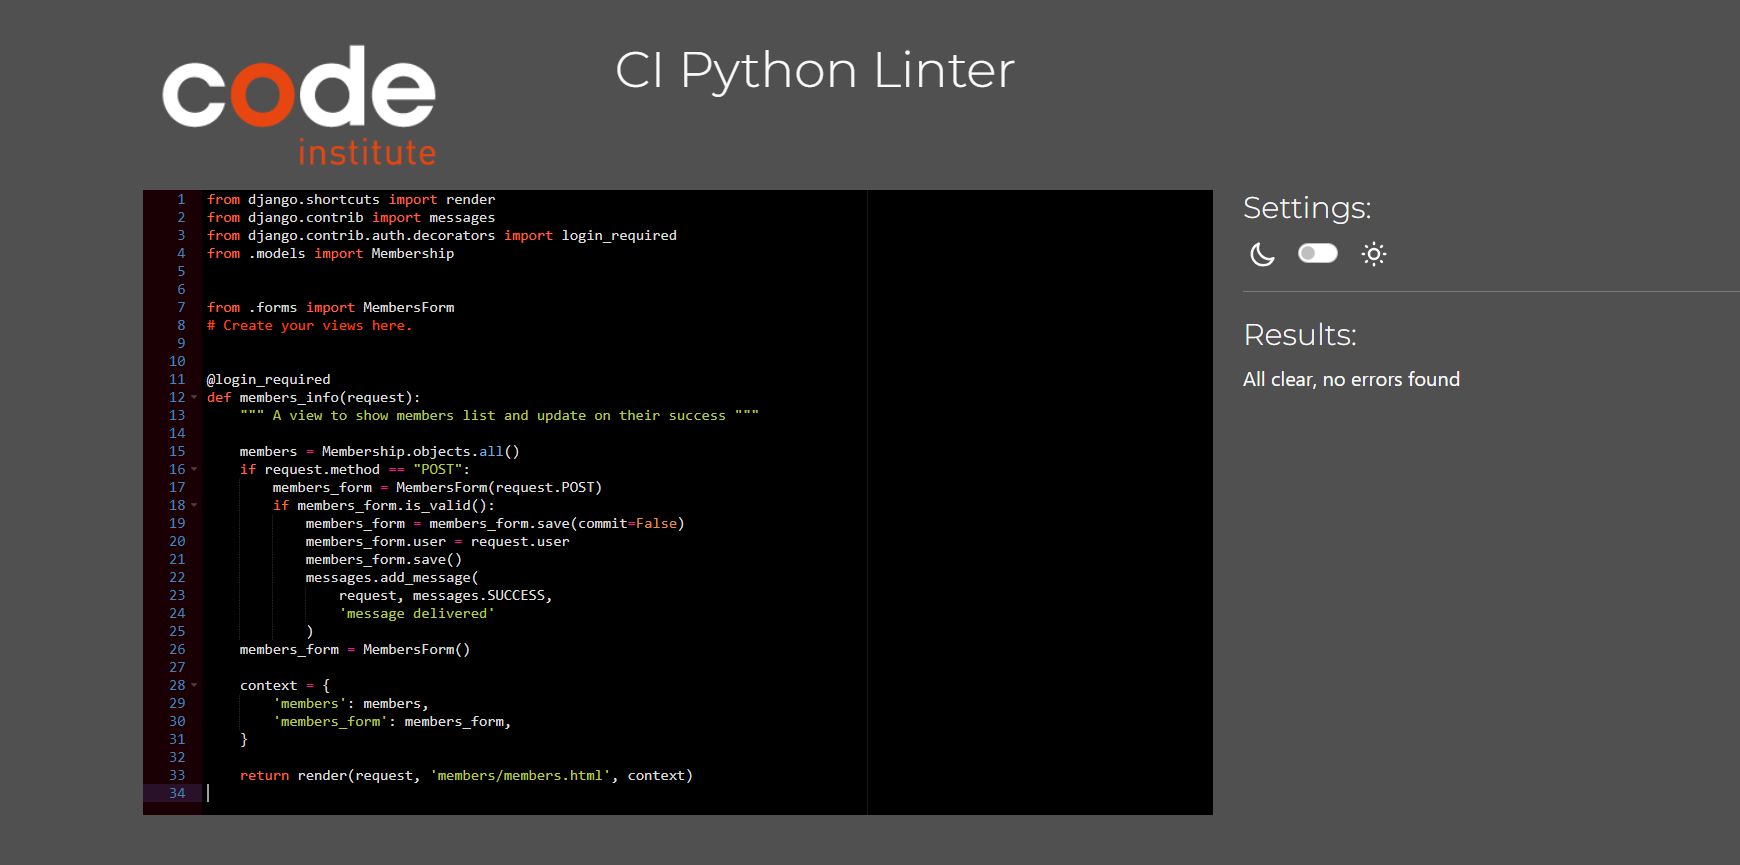 code
institute
CI Python Linter
1 from django.shortcuts import render
2 from django.contrib import messages
3 from django.contrib.auth.decorators import login_required
4 from .models import Membership
5
6
7 from .forms import MembersForm
8 # Create your views here.
9
10
11 @login_required
12 def members_info(request):
13     """ A view to show members list and update on their success """
14
15     members = Membership.objects.all()
16     if request.method == "POST":
17         members_form = MembersForm(request.POST)
18         if members_form.is_valid():
19             members_form = members_form.save(commit=False)
20             members_form.user = request.user
21             members_form.save()
22             messages.add_message(
23                 request, messages.SUCCESS,
24                 'message delivered'
25             )
26     members_form = MembersForm()
27
28     context = {
29         'members': members,
30         'members_form': members_form,
31     }
32
33     return render(request, 'members/members.html', context)
34
Settings:
Results:
All clear, no errors found